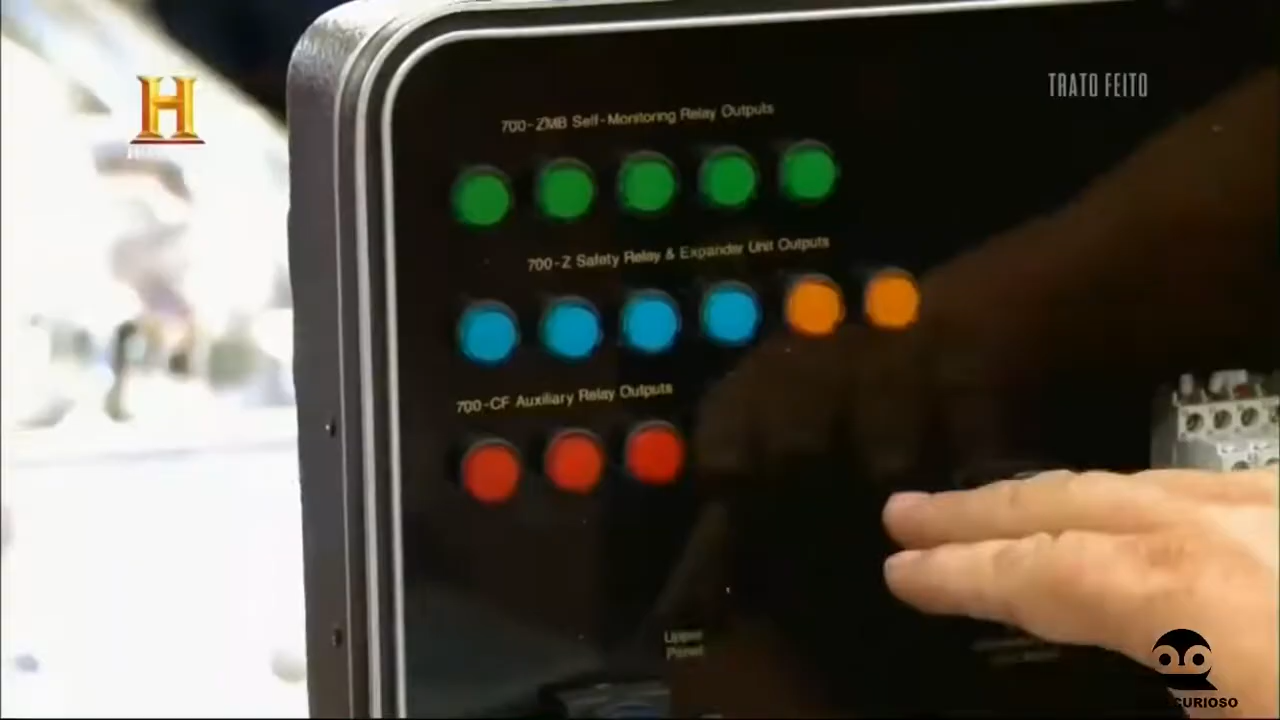 H
TRATO FEITO
700-ZMB Self-Monitoring Relay Outputs
700-Z Safety Relay & Expander Unit Outputs
700-CF Auxiliary Relay Outputs
Upper
Panel
CURIOSO